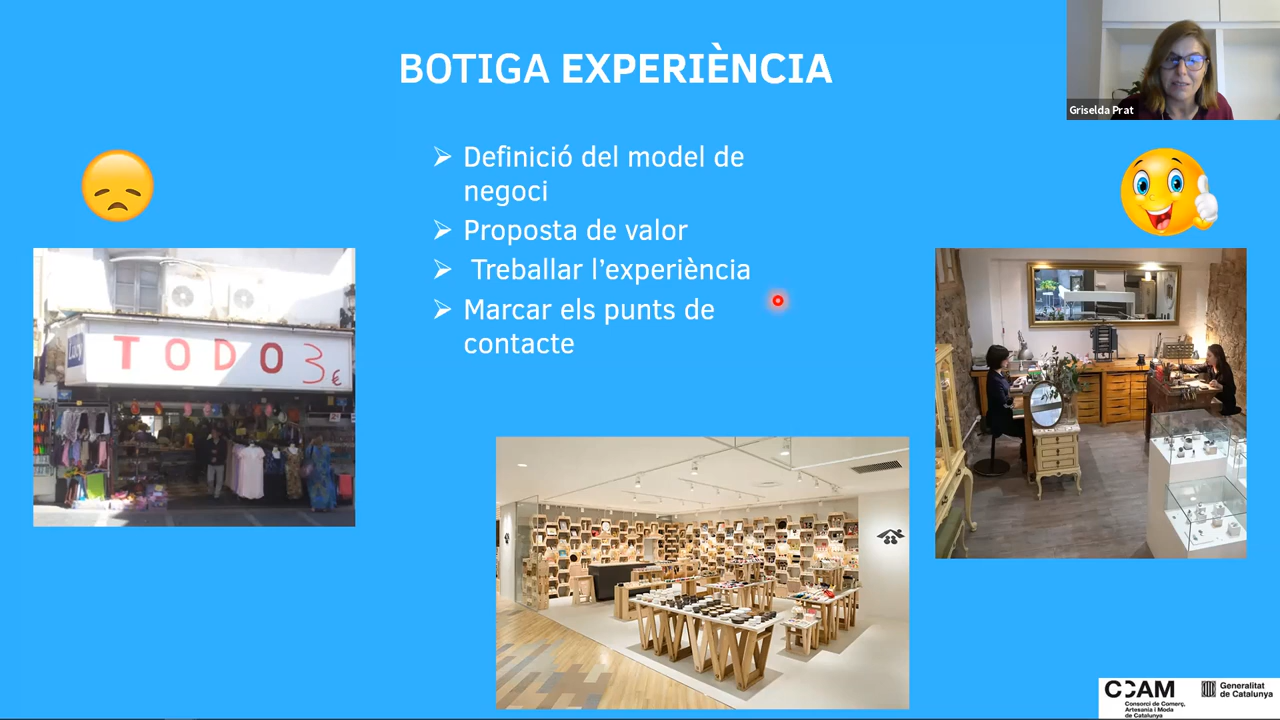 BOTIGA EXPERIÈNCIA
Griselda Prat
➢ Definició del model de
negoci
➢ Proposta de valor
➢ Treballar l’experiència
➢ Marcar els punts de
contacte
TODO 3€
CCAM
Consorci de Comerç,
Artesania i Moda
de Catalunya
Generalitat
de Catalunya